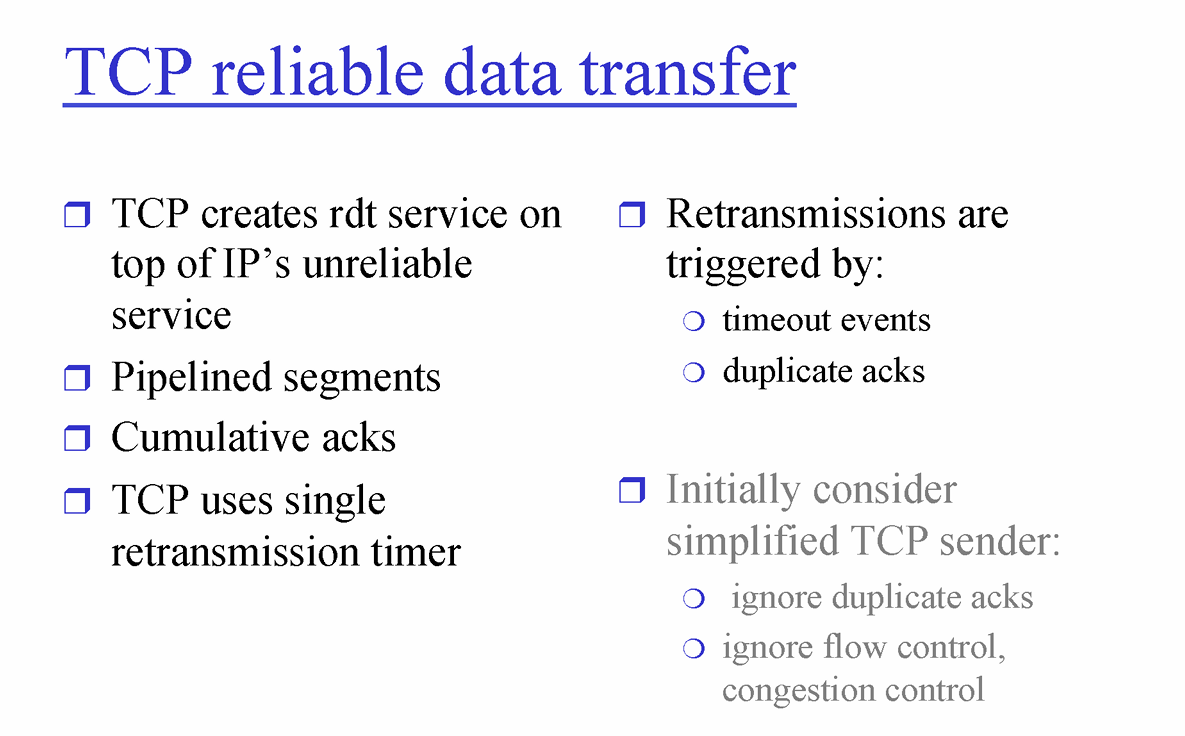 TCP reliable data transfer
TCP creates rdt service on
top of IP’s unreliable
service
Pipelined segments
Cumulative acks
TCP uses single
retransmission timer
Retransmissions are
triggered by:
timeout events
duplicate acks
Initially consider
simplified TCP sender:
ignore duplicate acks
ignore flow control,
congestion control